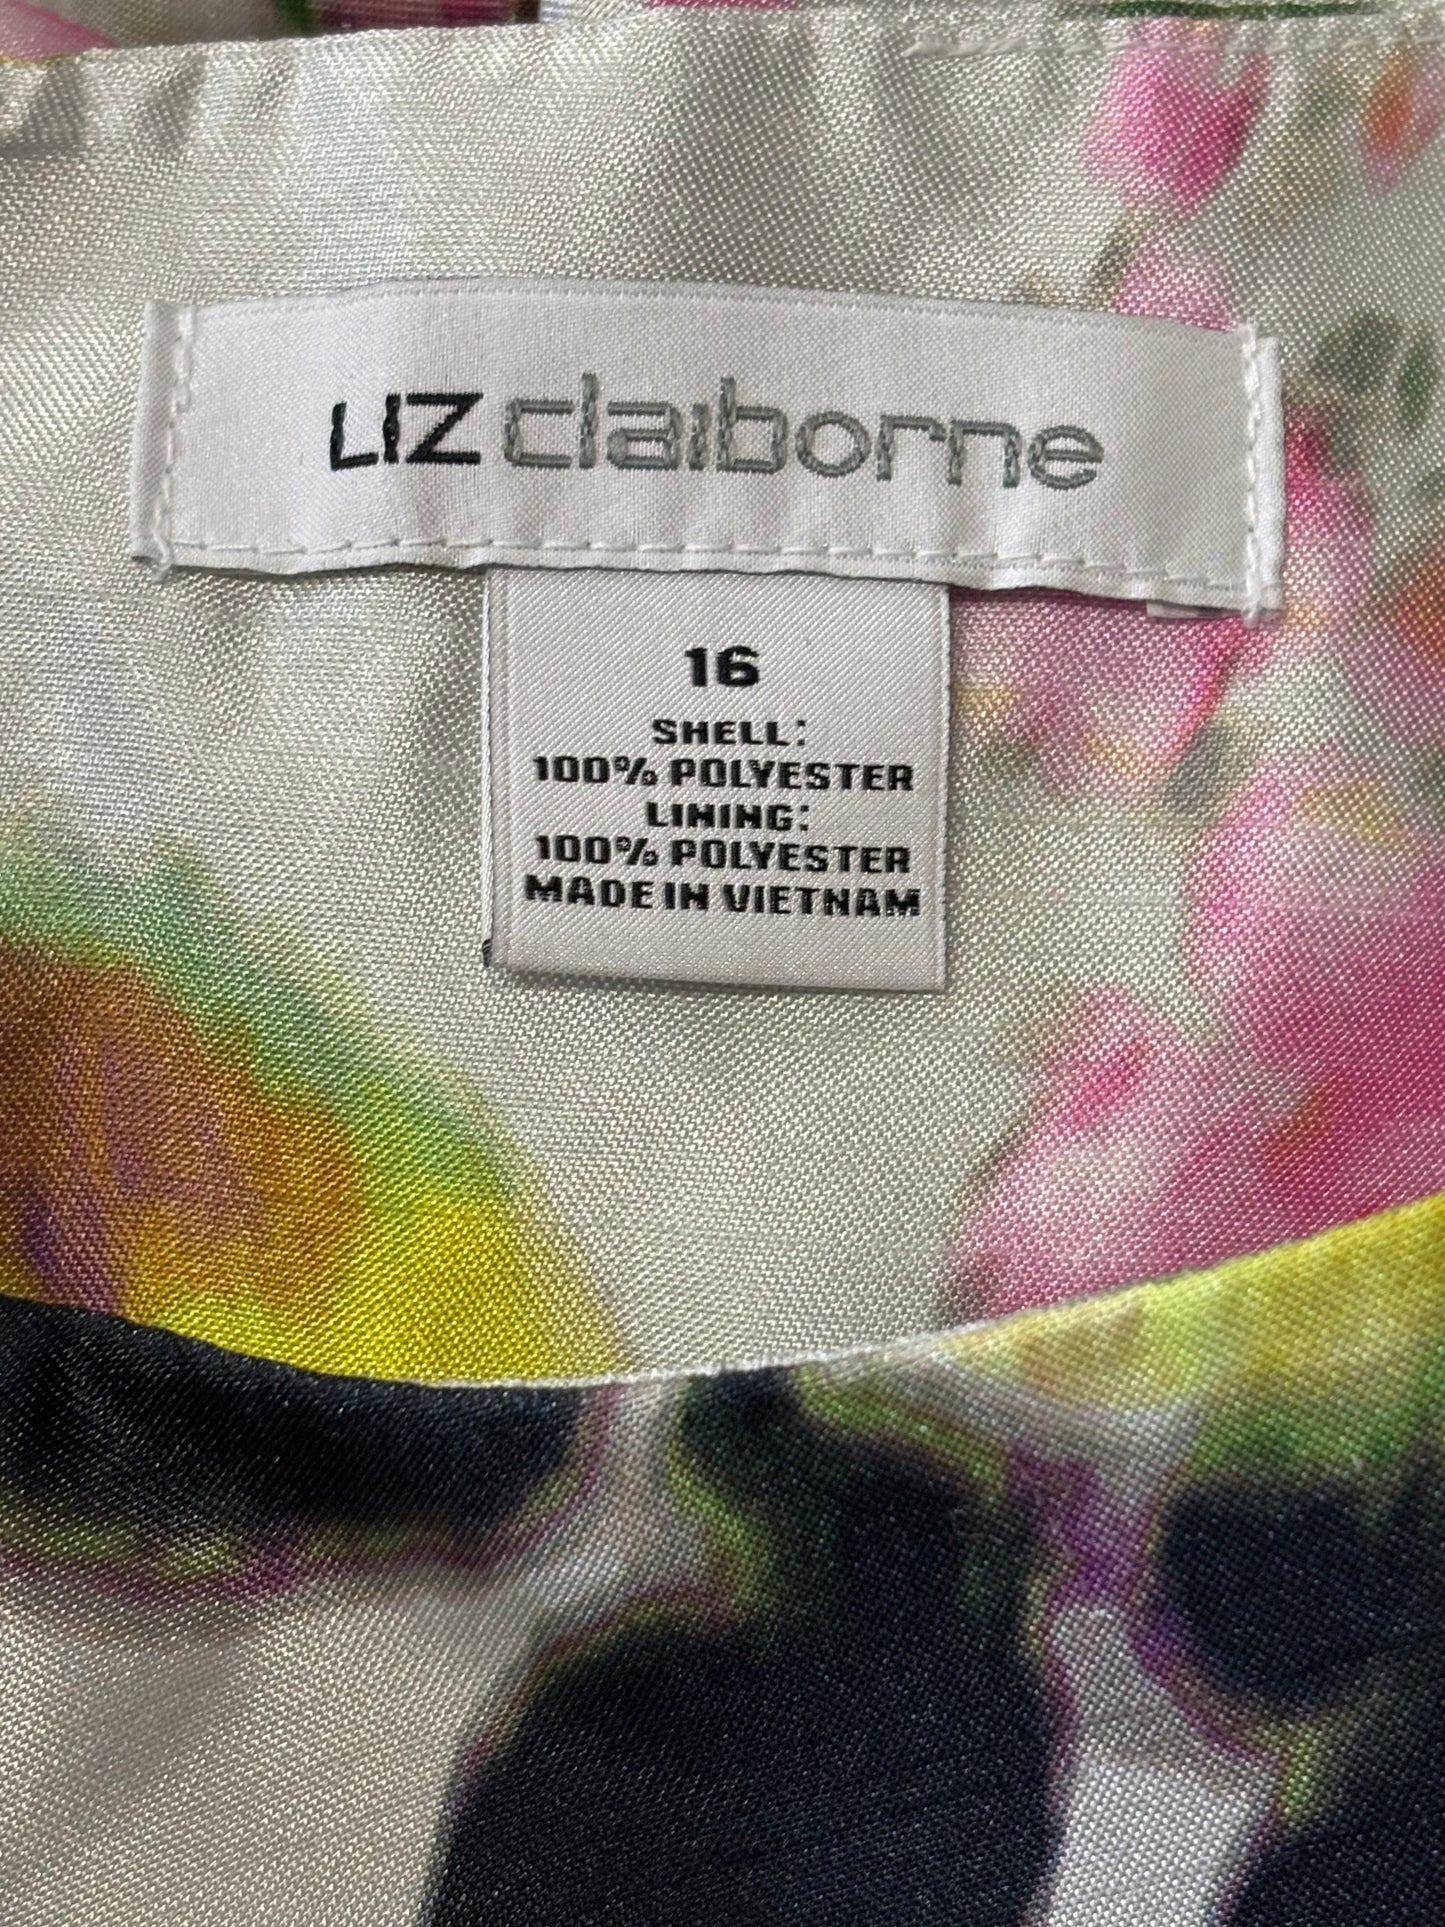 LIZ claiborne
16
SHELL:
100% POLYESTER
LINING:
100% POLYESTER
MADE IN VIETNAM